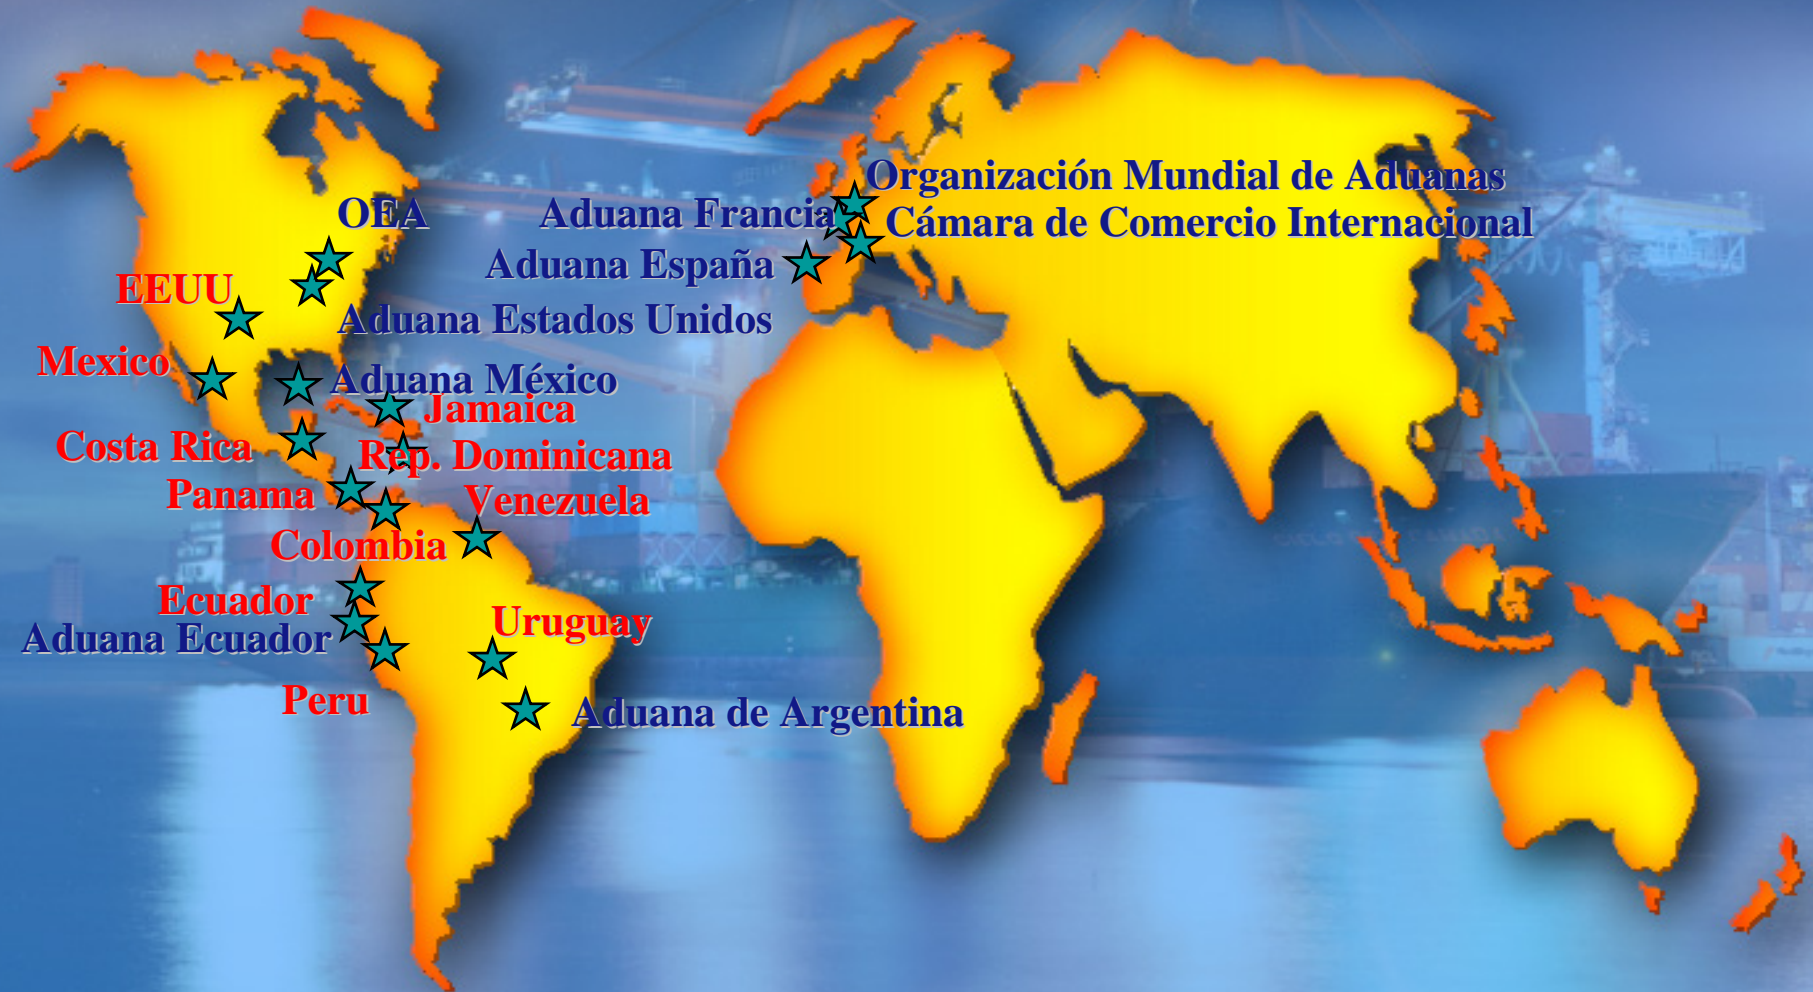 Organización Mundial de Aduanas
OEA
Aduana Francia
Cámara de Comercio Internacional
Aduana España
EEUU
Aduana Estados Unidos
Mexico
Aduana México
Jamaica
Costa Rica
Rep. Dominicana
Panama
Venezuela
Colombia
Ecuador
Uruguay
Aduana Ecuador
Peru
Aduana de Argentina